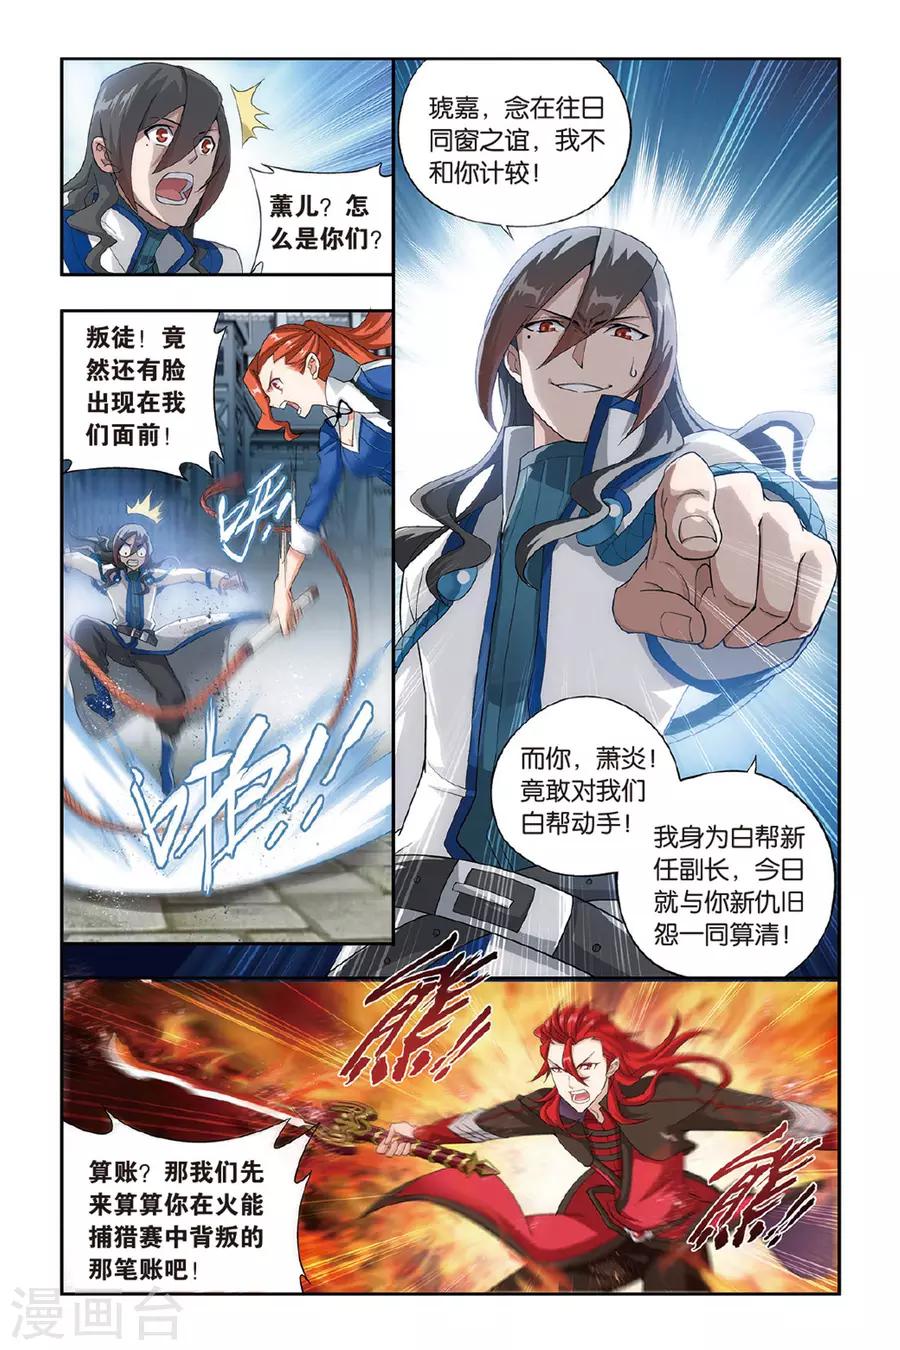 薰儿？怎
么是你们？
叛徒！竟
然还有脸
出现在我
们面前！
唳！
啪！！
琥嘉，念在往日
同窗之谊，我不
和你计较！
而你，萧炎！
竟敢对我们
白帮动手！
我身为白帮新
任副长，今日
就与你新仇旧
怨一同算清！
熊！！
熊！！
算账？那我们先
来算算你在火能
捕猎赛中背叛的
那笔账吧！
漫画台